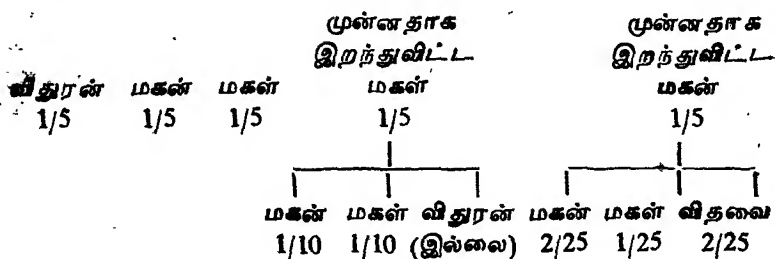 முன்னதாக முன்னதாக
இறந்துவிட்ட இறந்துவிட்ட
விதுரன் மகன் மகள் மகள் மகன்
1/5 1/5 1/5 1/5 1/5
மகன் மகள் விதுரன் மகன் மகள் விதவை
1/10 1/10 (இல்லை) 2/25 1/25 2/25